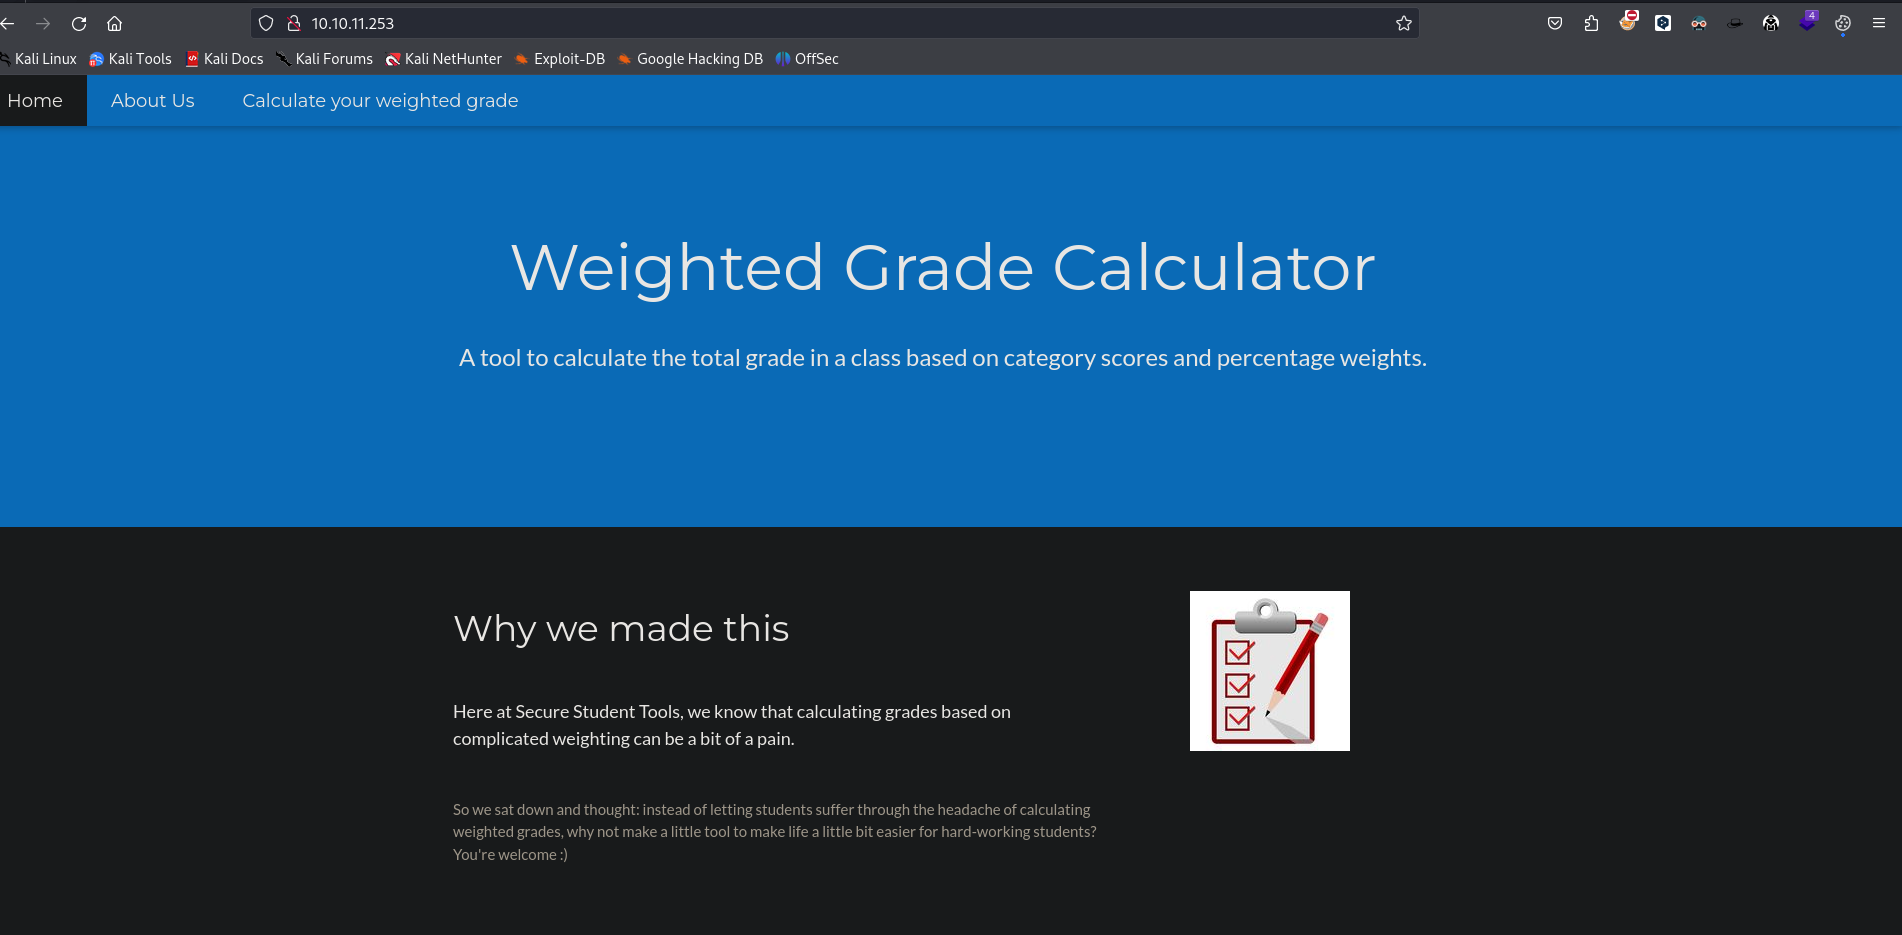 10.10.11.253
4
Kali Linux Kali Tools Kali Docs Kali Forums Kali NetHunter Exploit-DB Google Hacking DB OffSec
Home About Us Calculate your weighted grade
Weighted Grade Calculator
A tool to calculate the total grade in a class based on category scores and percentage weights.
Why we made this
Here at Secure Student Tools, we know that calculating grades based on
complicated weighting can be a bit of a pain.
So we sat down and thought: instead of letting students suffer through the headache of calculating
weighted grades, why not make a little tool to make life a little bit easier for hard-working students?
You're welcome :)